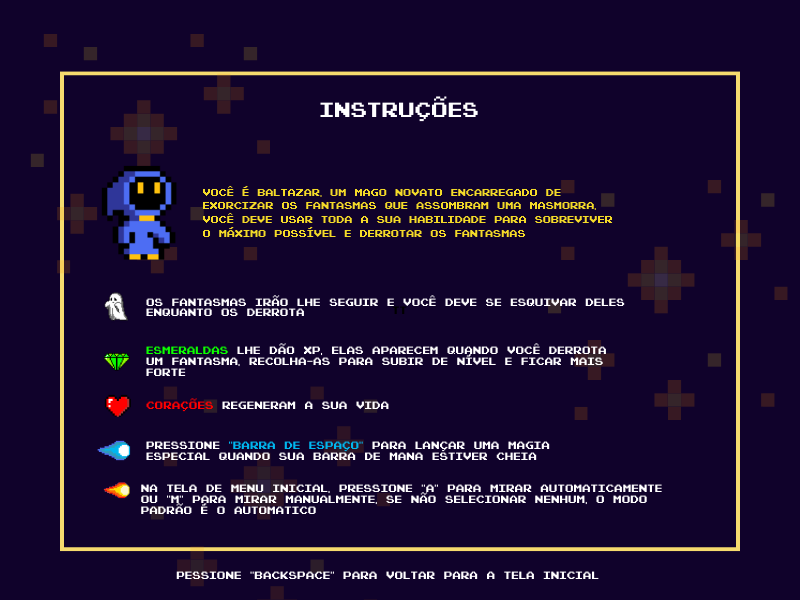 INSTRUÇÕES
VOCÊ É BALTAZAR, UM MAGO NOVATO ENCARREGADO DE
EXORCIZAR OS FANTASMAS QUE ASSOMBRAM UMA MASMORRA,
VOCÊ DEVE USAR TODA A SUA HABILIDADE PARA SOBREVIVER
O MÁXIMO POSSÍVEL E DERROTAR OS FANTASMAS
OS FANTASMAS IRÃO LHE SEGUIR E VOCÊ DEVE SE ESQUIVAR DELES
ENQUANTO OS DERROTA
ESMERALDAS LHE DÃO XP, ELAS APARECEM QUANDO VOCÊ DERROTA
UM FANTASMA, RECOLHA-AS PARA SUBIR DE NÍVEL E FICAR MAIS
FORTE
CORAÇÕES REGENERAM A SUA VIDA
PRESSIONE "BARRA DE ESPAÇO" PARA LANÇAR UMA MAGIA
ESPECIAL QUANDO SUA BARRA DE MANA ESTIVER CHEIA
NA TELA DE MENU INICIAL, PRESSIONE "A" PARA MIRAR AUTOMATICAMENTE
OU "M" PARA MIRAR MANUALMENTE, SE NÃO SELECIONAR NENHUM, O MODO
PADRÃO É O AUTOMATICO
PESSIONE "BACKSPACE" PARA VOLTAR PARA A TELA INICIAL